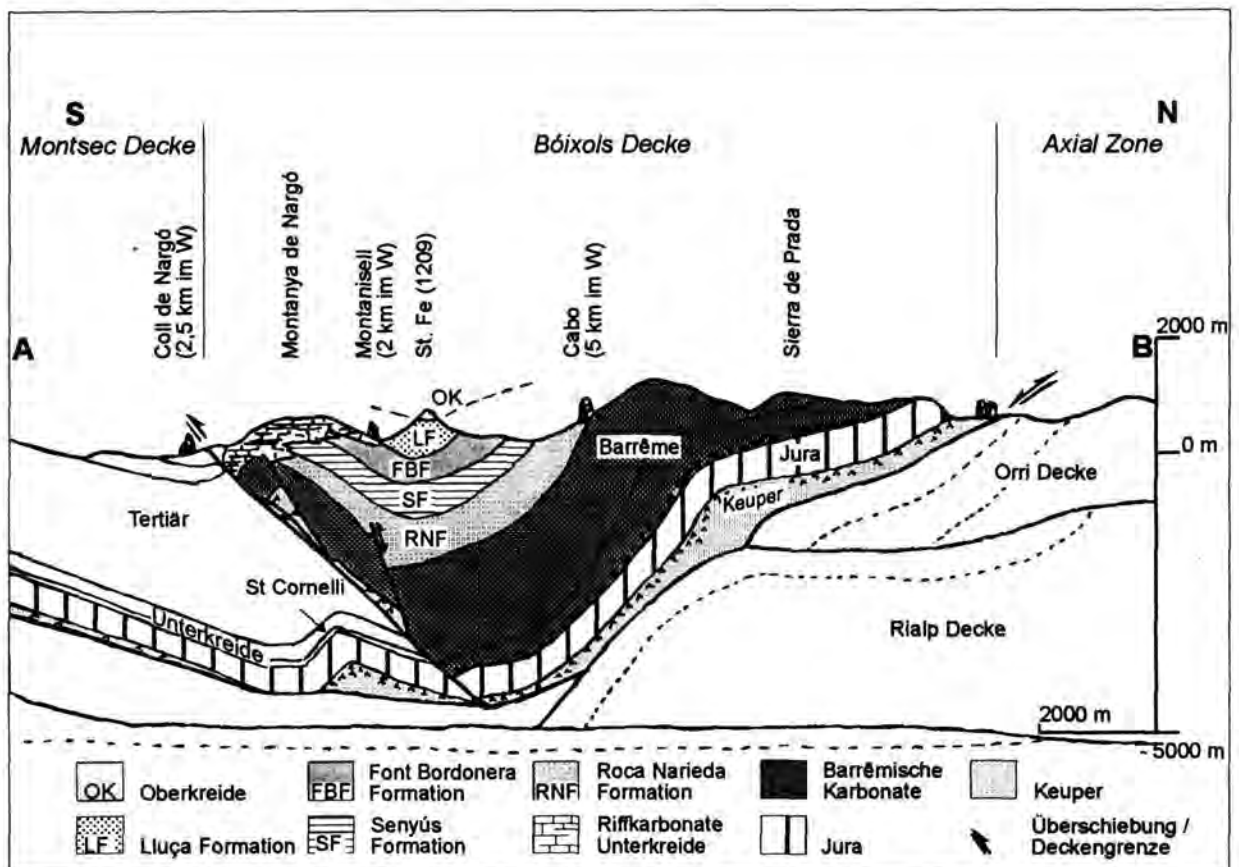 S
N
Montsec Decke
Bóixols Decke
Axial Zone
Coll de Nargó
(2,5 km im W)
Montanya de Nargó
Montanisell
(2 km im W)
St. Fe (1209)
Cabo
(5 km im W)
Sierra de Prada
2000 m
A
B
OK
LF
Barrême
0 m
FBF
Jura
SF
Keuper
Orri Decke
Tertiär
RNF
St Cornelli
Unterkreide
Rialp Decke
2000 m
- 5000 m
OK Oberkreide
FBF Font Bordonera
Formation
RNF Roca Narieda
Formation
Barrêmische
Karbonate
Keuper
LF Lluça Formation
SF Senyús
Formation
Riffkarbonate
Unterkreide
Jura
Überschiebung /
Deckengrenze